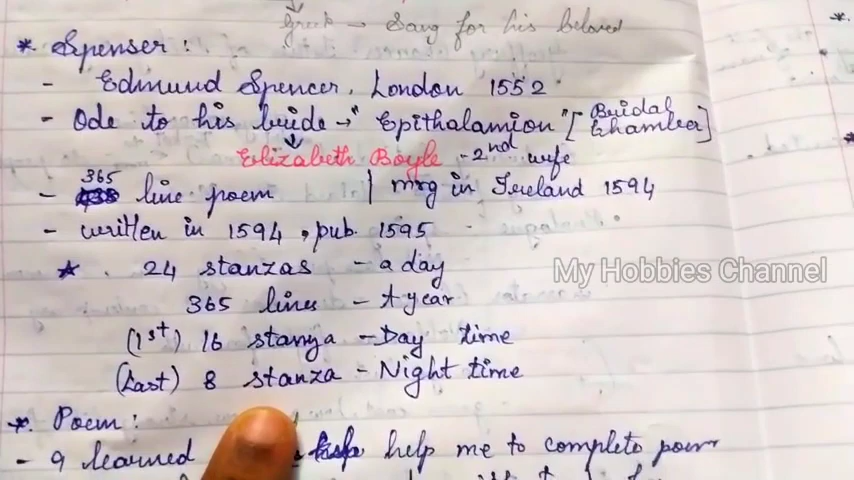 Greek → Sang for his beloved
* Spenser :
- Edmund Spencer, London 1552
- Ode to his bride → "Epithalamion" [Bridal Chamber]
↓ Elizabeth Boyle - 2nd wife
- 365 line poem | mrg in Ireland 1594
- written in 1594, pub. 1595
* . 24 stanzas - a day
365 lines - A year
(1st) 16 stanza - Day time
(Last) 8 stanza - Night time
My Hobbies Channel
* Poem :
- 9 learned help me to complete poem